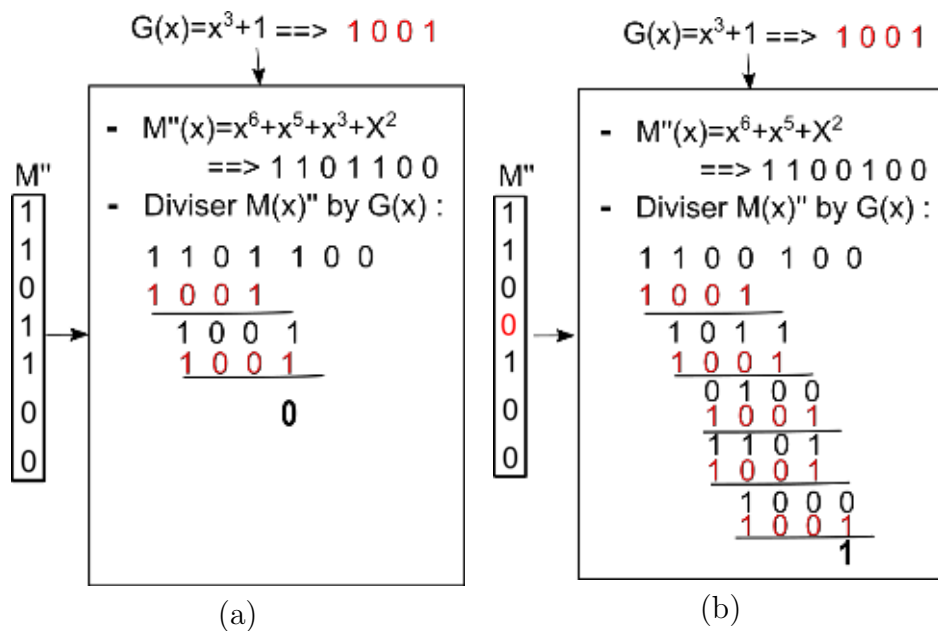 G(x)=x³+1 ==> 1 0 0 1
M"
1
1
0
1
1
0
0
- M"(x)=x⁶+x⁵+x³+X²
==> 1 1 0 1 1 0 0
- Diviser M(x)" by G(x) :
1 1 0 1 1 0 0
1 0 0 1
1 0 0 1
1 0 0 1
0
(a)
G(x)=x³+1 ==> 1 0 0 1
M"
1
1
0
0
1
0
0
- M"(x)=x⁶+x⁵+X²
==> 1 1 0 0 1 0 0
- Diviser M(x)" by G(x) :
1 1 0 0 1 0 0
1 0 0 1
1 0 1 1
1 0 0 1
0 1 0 0
1 0 0 1
1 1 0 1
1 0 0 1
1 0 0 0
1 0 0 1
1
(b)